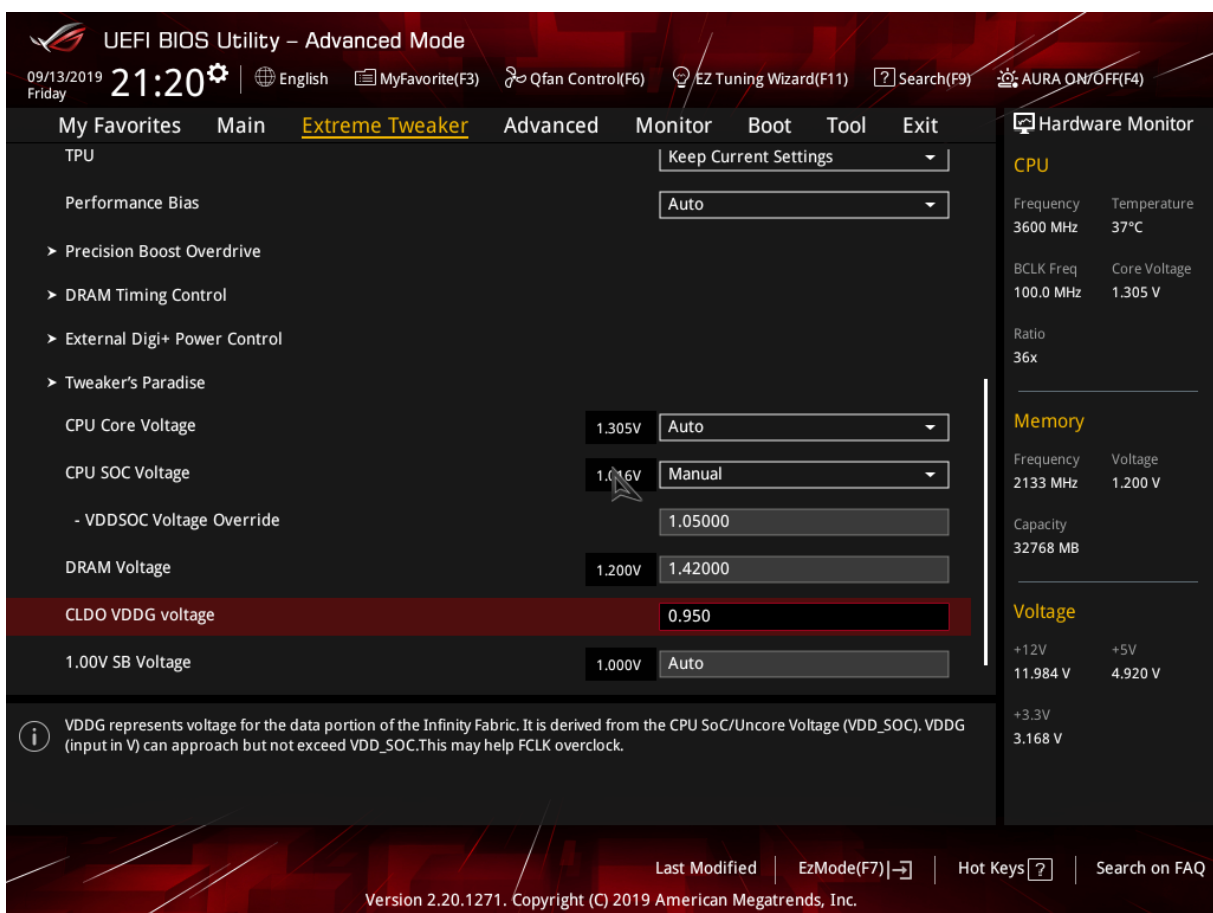 UEFI BIOS Utility – Advanced Mode
09/13/2019 21:20 English MyFavorite(F3) Qfan Control(F6) EZ Tuning Wizard(F11) ? Search(F9) AURA ON/OFF(F4)
Friday
My Favorites Main Extreme Tweaker Advanced Monitor Boot Tool Exit Hardware Monitor
TPU Keep Current Settings
CPU
Performance Bias Auto
Frequency Temperature
3600 MHz 37°C
Precision Boost Overdrive
BCLK Freq Core Voltage
100.0 MHz 1.305 V
DRAM Timing Control
External Digi+ Power Control
Ratio
36x
Tweaker's Paradise
CPU Core Voltage 1.305V Auto
Memory
Frequency Voltage
2133 MHz 1.200 V
CPU SOC Voltage 1.016V Manual
- VDDSOC Voltage Override 1.05000
Capacity
32768 MB
DRAM Voltage 1.200V 1.42000
CLDO VDDG voltage 0.950
Voltage
+12V +5V
11.984 V 4.920 V
1.00V SB Voltage 1.000V Auto
+3.3V
3.168 V
VDDG represents voltage for the data portion of the Infinity Fabric. It is derived from the CPU SoC/Uncore Voltage (VDD_SOC). VDDG
(input in V) can approach but not exceed VDD_SOC.This may help FCLK overclock.
Last Modified EzMode(F7) Hot Keys ? Search on FAQ
Version 2.20.1271. Copyright (C) 2019 American Megatrends, Inc.